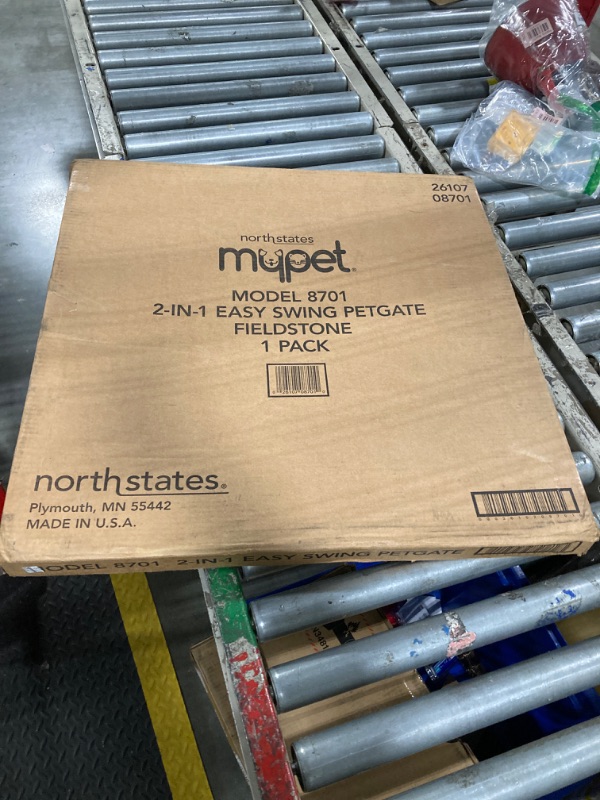 26107
08701
northstates
mypet®
MODEL 8701
2-IN-1 EASY SWING PETGATE
FIELDSTONE
1 PACK
northstates®
Plymouth, MN 55442
MADE IN U.S.A.
MODEL 8701 2-IN-1 EASY SWING PETGATE